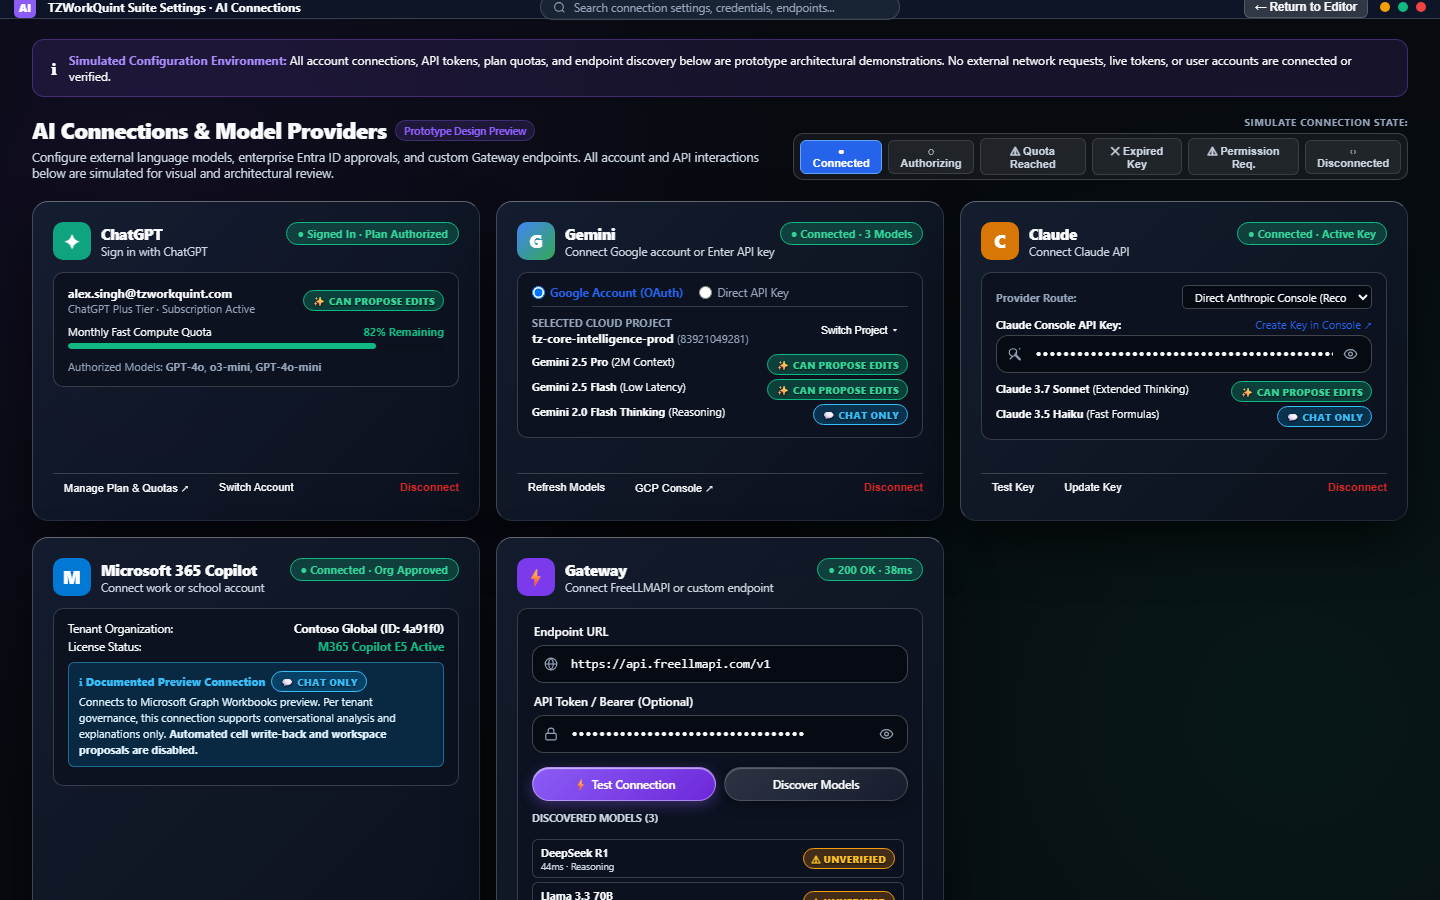 AI TZWorkQuint Suite Settings · AI Connections
Search connection settings, credentials, endpoints...
← Return to Editor
i Simulated Configuration Environment: All account connections, API tokens, plan quotas, and endpoint discovery below are prototype architectural demonstrations. No external network requests, live tokens, or user accounts are connected or
verified.
AI Connections & Model Providers Prototype Design Preview
Configure external language models, enterprise Entra ID approvals, and custom Gateway endpoints. All account and API interactions
below are simulated for visual and architectural review.
SIMULATE CONNECTION STATE:
● Connected
○ Authorizing
⚠ Quota Reached
✕ Expired Key
⚠ Permission Req.
Disconnected
ChatGPT
Sign in with ChatGPT
● Signed In · Plan Authorized
alex.singh@tzworkquint.com
ChatGPT Plus Tier · Subscription Active
✨ CAN PROPOSE EDITS
Monthly Fast Compute Quota 82% Remaining
Authorized Models: GPT-4o, o3-mini, GPT-4o-mini
Manage Plan & Quotas ↗ Switch Account Disconnect
G Gemini
Connect Google account or Enter API key
● Connected · 3 Models
Google Account (OAuth) Direct API Key
SELECTED CLOUD PROJECT
tz-core-intelligence-prod (83921049281)
Switch Project ▾
Gemini 2.5 Pro (2M Context) ✨ CAN PROPOSE EDITS
Gemini 2.5 Flash (Low Latency) ✨ CAN PROPOSE EDITS
Gemini 2.0 Flash Thinking (Reasoning) 💬 CHAT ONLY
Refresh Models GCP Console ↗ Disconnect
C Claude
Connect Claude API
● Connected · Active Key
Provider Route: Direct Anthropic Console (Reco
Claude Console API Key: Create Key in Console ↗
Claude 3.7 Sonnet (Extended Thinking) ✨ CAN PROPOSE EDITS
Claude 3.5 Haiku (Fast Formulas) 💬 CHAT ONLY
Test Key Update Key Disconnect
M Microsoft 365 Copilot
Connect work or school account
● Connected · Org Approved
Tenant Organization: Contoso Global (ID: 4a91f0)
License Status: M365 Copilot E5 Active
ℹ Documented Preview Connection 💬 CHAT ONLY
Connects to Microsoft Graph Workbooks preview. Per tenant
governance, this connection supports conversational analysis and
explanations only. Automated cell write-back and workspace
proposals are disabled.
Gateway
Connect FreeLLMAPI or custom endpoint
● 200 OK · 38ms
Endpoint URL
https://api.freellmapi.com/v1
API Token / Bearer (Optional)
⚡ Test Connection Discover Models
DISCOVERED MODELS (3)
DeepSeek R1
44ms · Reasoning
⚠ UNVERIFIED
Llama 3.3 70B
⚠ UNVERIFIED